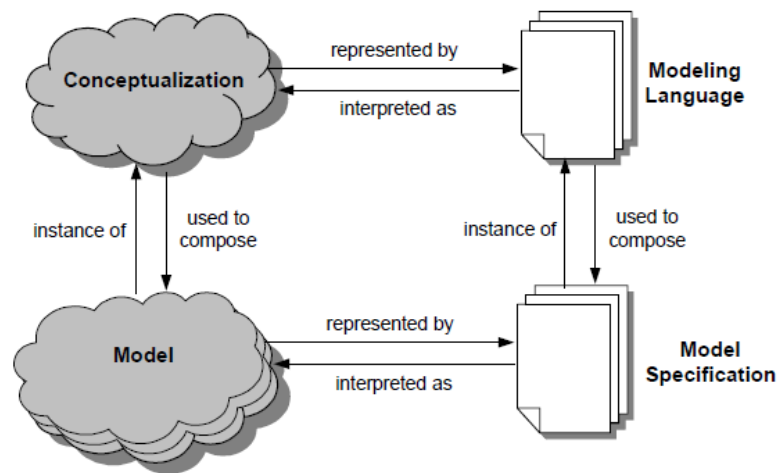 represented by
Conceptualization
Modeling
Language
interpreted as
instance of
used to
compose
instance of
used to
compose
represented by
Model
Model
Specification
interpreted as